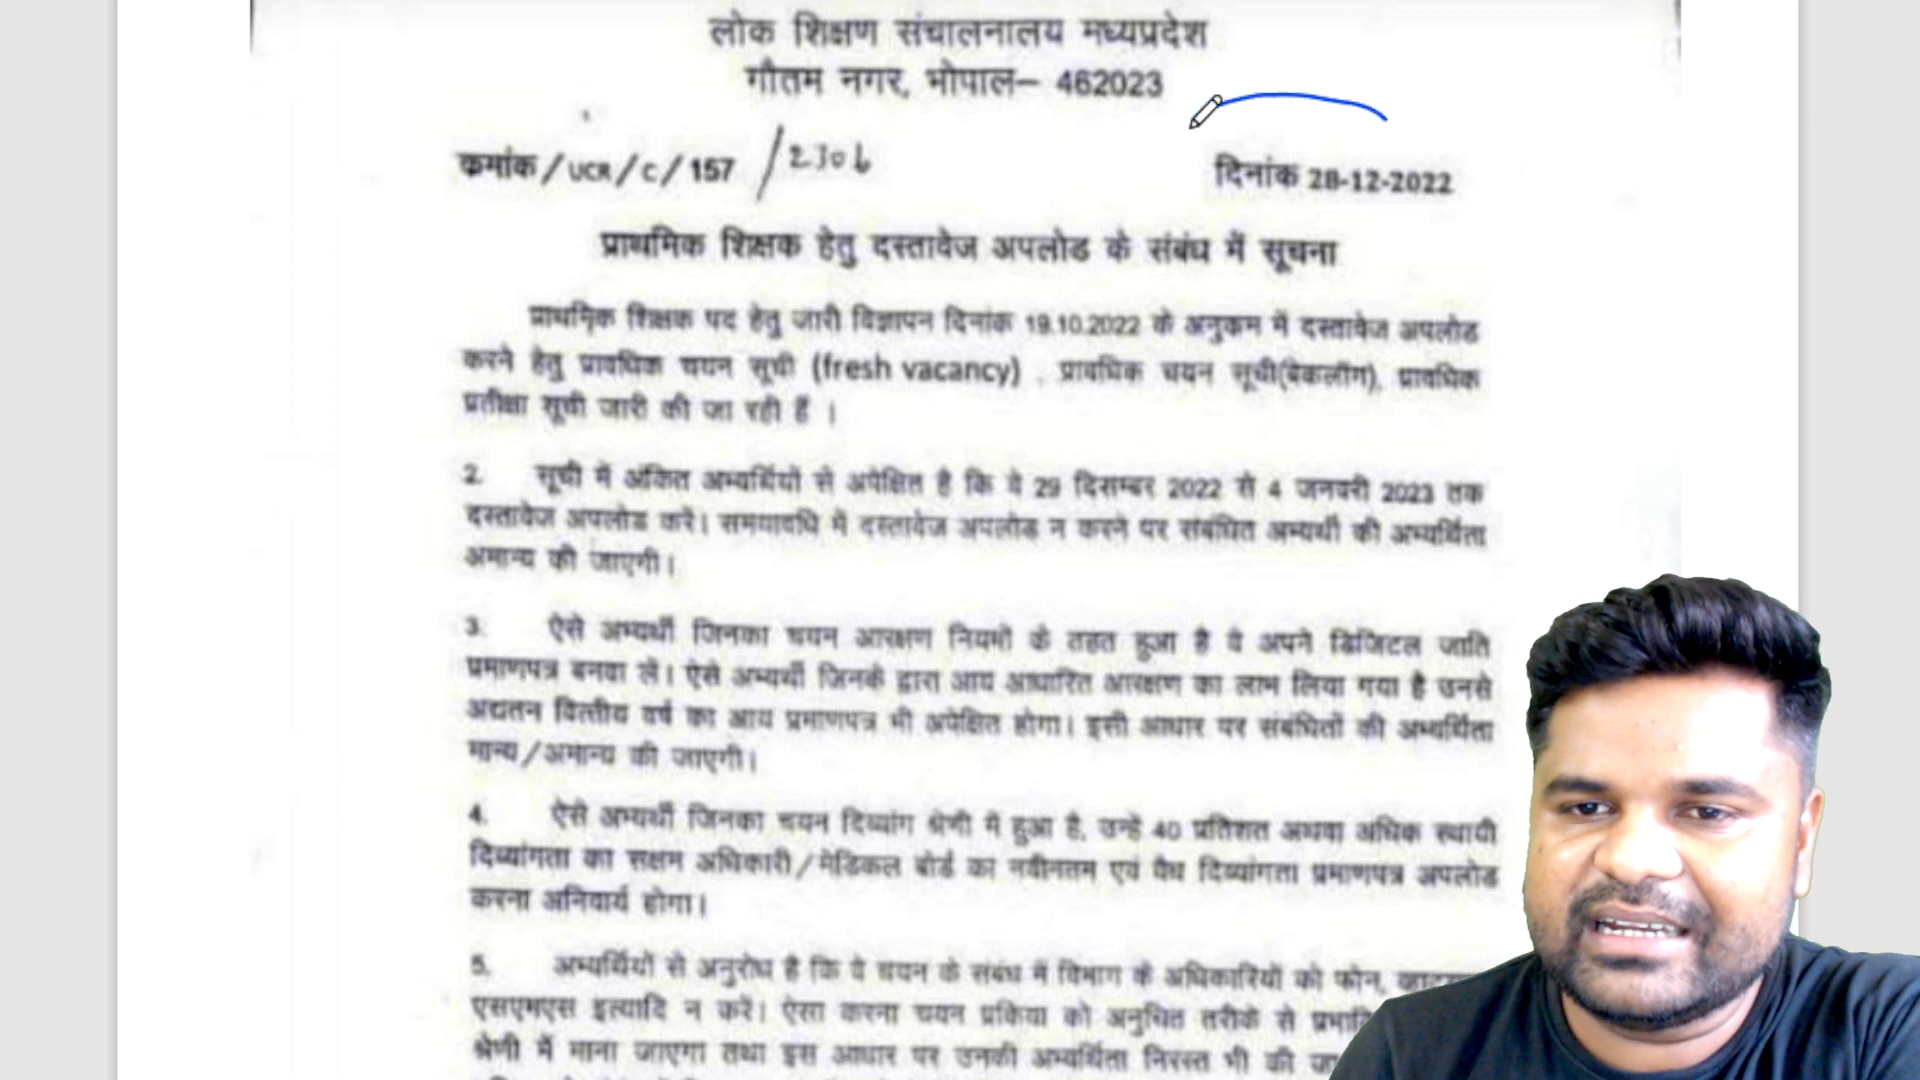 लोक शिक्षण संचालनालय मध्यप्रदेश
गौतम नगर, भोपाल– 462023
कमांक/UCR/C/157 /2306
दिनांक 28-12-2022
प्राथमिक शिक्षक हेतु दस्तावेज अपलोड के संबंध में सूचना
प्राथमिक शिक्षक पद हेतु जारी विज्ञापन दिनांक 19.10.2022 के अनुकम में दस्तावेज अपलोड
करने हेतु प्रावधिक चयन सूची (fresh vacancy) , प्रावधिक चयन सूची(बेकलॉग), प्रावधिक
प्रतीक्षा सूची जारी की जा रही हैं ।
2. सूची में अंकित अभ्यर्थियों से अपेक्षित है कि वे 29 दिसम्बर 2022 से 4 जनवरी 2023 तक
दस्तावेज अपलोड करें। समयावधि में दस्तावेज अपलोड न करने पर संबंधित अभ्यर्थी की अभ्यर्थिता
अमान्य की जाएगी।
3. ऐसे अभ्यर्थी जिनका चयन आरक्षण नियमों के तहत हुआ है वे अपने डिजिटल जाति
प्रमाणपत्र बनवा लें। ऐसे अभ्यर्थी जिनके द्वारा आय आधारित आरक्षण का लाभ लिया गया है उनसे
अद्यतन वित्तीय वर्ष का आय प्रमाणपत्र भी अपेक्षित होगा। इसी आधार पर संबंधितों की अभ्यर्थिता
मान्य/अमान्य की जाएगी।
4. ऐसे अभ्यर्थी जिनका चयन दिव्यांग श्रेणी में हुआ है, उन्हें 40 प्रतिशत अथवा अधिक स्थायी
दिव्यांगता का सक्षम अधिकारी/मेडिकल बोर्ड का नवीनतम एवं वैध दिव्यांगता प्रमाणपत्र अपलोड
करना अनिवार्य होगा।
5. अभ्यर्थियों से अनुरोध है कि वे चयन के संबंध में विभाग के अधिकारियों को फोन,
एसएमएस इत्यादि न करें। ऐसा करना चयन प्रकिया को अनुचित तरीके से
श्रेणी में माना जाएगा तथा इस आधार पर उनकी अभ्यर्थिता निरस्त भी की